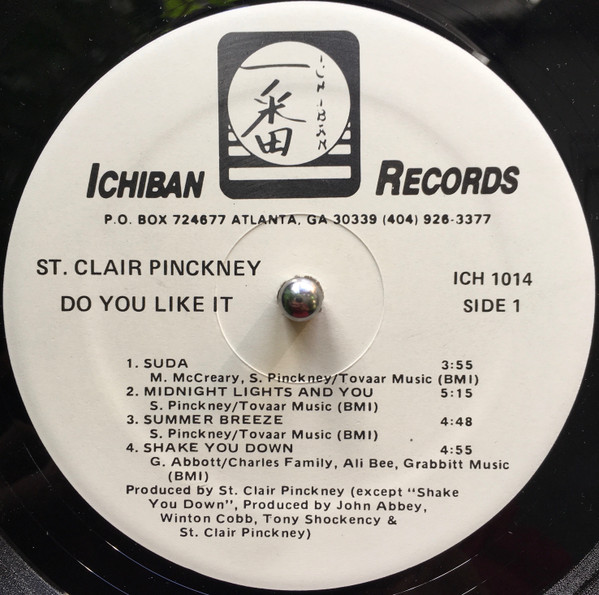 一番
ICHIBAN
ICHIBAN RECORDS
P.O. BOX 724677 ATLANTA, GA 30339 (404) 926-3377
ST. CLAIR PINCKNEY
DO YOU LIKE IT
ICH 1014
SIDE 1
1. SUDA 3:55
M. McCreary, S. Pinckney/Tovaar Music (BMI)
2. MIDNIGHT LIGHTS AND YOU 5:15
S. Pinckney/Tovaar Music (BMI)
3. SUMMER BREEZE 4:48
S. Pinckney/Tovaar Music (BMI)
4. SHAKE YOU DOWN 4:55
G. Abbott/Charles Family, Ali Bee, Grabbitt Music
(BMI)
Produced by St. Clair Pinckney (except "Shake
You Down", Produced by John Abbey,
Winton Cobb, Tony Shockency &
St. Clair Pinckney)